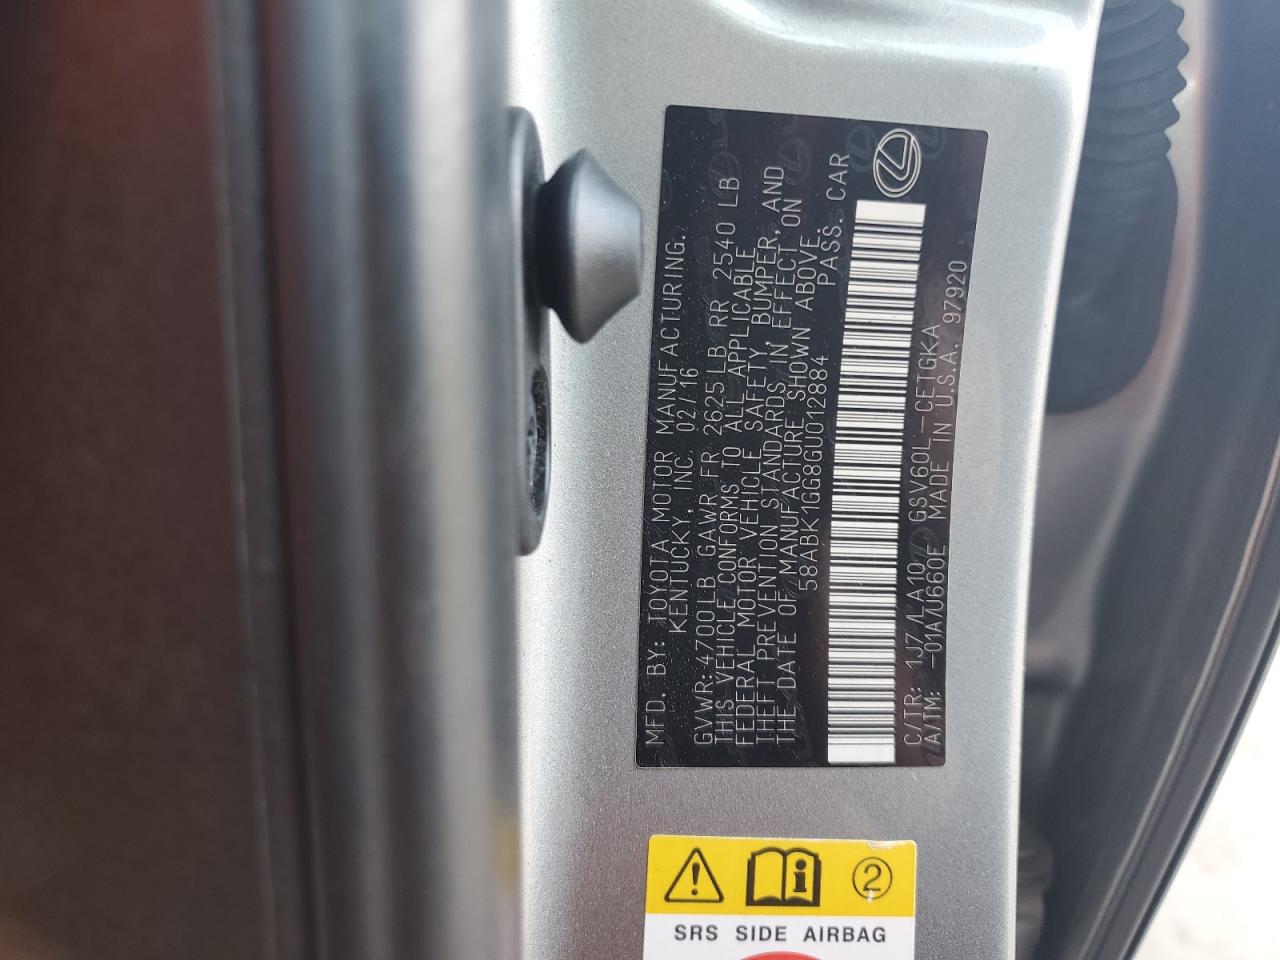 MFD. BY: TOYOTA MOTOR MANUFACTURING.
KENTUCKY, INC. 02/16
GVWR: 4700 LB GAWR FR 2625 LB RR 2540 LB
THIS VEHICLE CONFORMS TO ALL APPLICABLE
FEDERAL MOTOR VEHICLE SAFETY, BUMPER, AND
THEFT PREVENTION STANDARDS IN EFFECT ON
THE DATE OF MANUFACTURE SHOWN ABOVE.
58ABK1GG8GU012884 PASS. CAR
C/TR: 1J7/LA10 GSV60L-CETGKA
A/TM: -01A/U660E MADE IN U.S.A. 97920
2
SRS SIDE AIRBAG